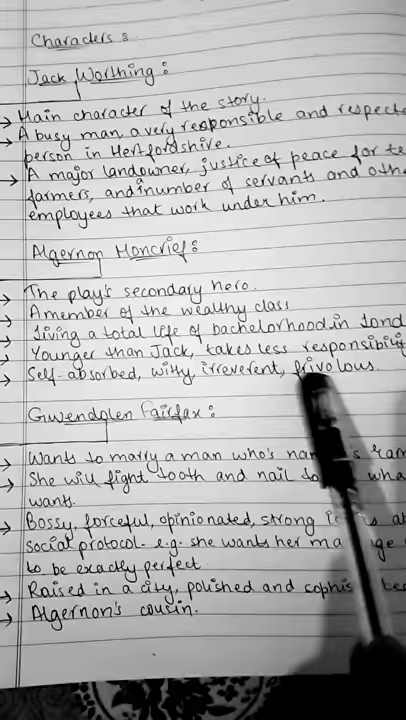 Characters :
Jack Worthing :
→ Main character of the story.
→ A busy man, a very responsible and respect
person in Hertfordshire.
→ A major landowner, justice of peace for te
farmers, and a number of servants and oth
employees that work under him.
Algernon Moncrief :
→ The play's secondary hero.
→ A member of the wealthy class.
→ Living a total life of bachelorhood in Lond
→ Younger than Jack, takes less responsibilit
→ Self-absorbed, witty irreverent, frivolous.
Gwendolen Fairfax :
→ Wants to marry a man who's
→ She will fight tooth and nail to wha
wants.
→ Bossy, forceful, opinionated, strong
social protocol- e.g. she wants her
to be exactly perfect.
→ Raised in a city, polished and
→ Algernon's cousin.